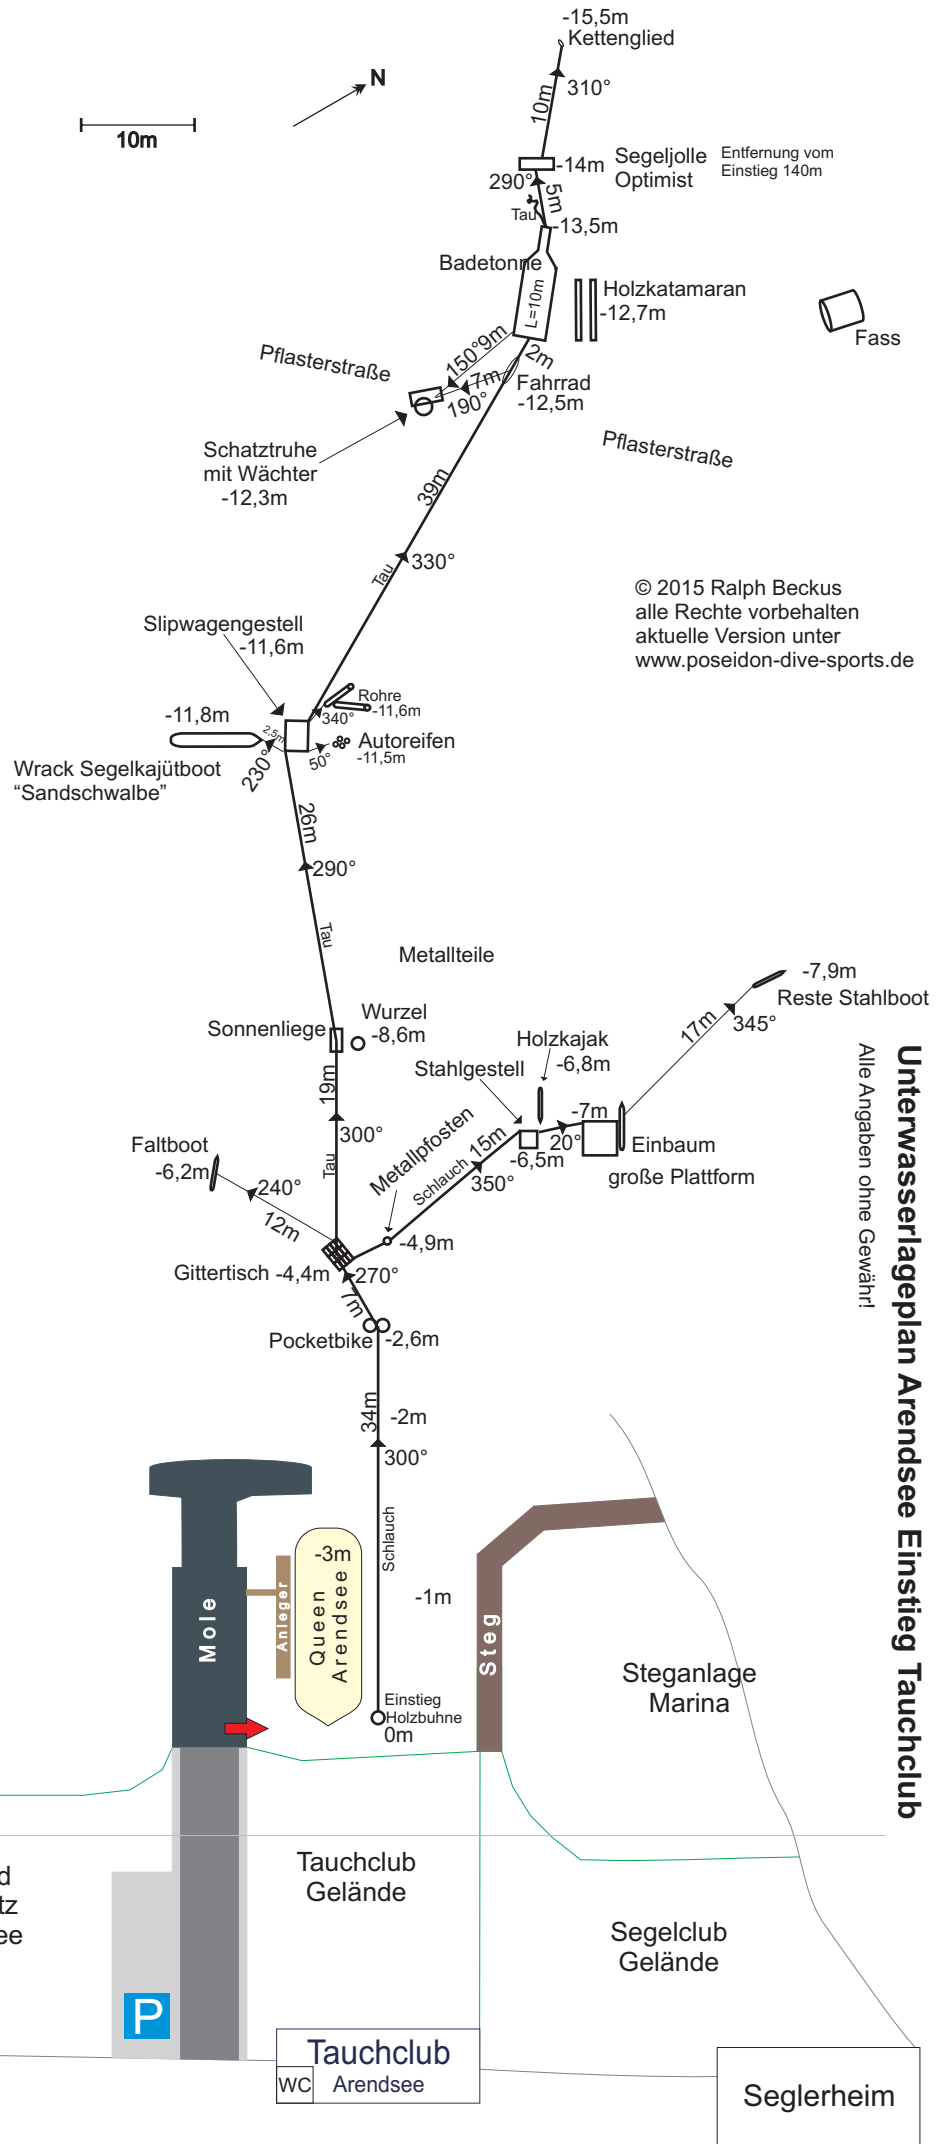 -15,5m
Kettenglied
N
310°
10m
10m
-14m
Segeljolle
Optimist
Entfernung vom
Einstieg 140m
290°
5m
Tau
-13,5m
Badetonne
L=10m
Holzkatamaran
-12,7m
Fass
Pflasterstraße
150°
9m
2m
7m
190°
Fahrrad
-12,5m
Schatztruhe
mit Wächter
-12,3m
Pflasterstraße
39m
Tau
330°
© 2015 Ralph Beckus
alle Rechte vorbehalten
aktuelle Version unter
www.poseidon-dive-sports.de
Slipwagengestell
-11,6m
Rohre
-11,6m
340°
-11,8m
2,5m
230°
50°
Autoreifen
-11,5m
Wrack Segelkajütboot
“Sandschwalbe”
26m
290°
Tau
Metallteile
-7,9m
Reste Stahlboot
17m
345°
Wurzel
-8,6m
Sonnenliege
Holzkajak
-6,8m
Stahlgestell
19m
300°
Tau
Metallpfosten
-7m
20°
-6,5m
Einbaum
große Plattform
Schlauch
15m
350°
Faltboot
-6,2m
240°
12m
-4,9m
Gittertisch -4,4m
270°
7m
Pocketbike
-2,6m
34m
-2m
300°
Schlauch
-3m
Queen
Arendsee
Anleger
Mole
-1m
Steg
Einstieg
Holzbuhne
0m
Steganlage
Marina
Unterwasserlageplan Arendsee Einstieg Tauchclub
Alle Angaben ohne Gewähr!
d
tz
ee
Tauchclub
Gelände
Segelclub
Gelände
P
Tauchclub
Arendsee
WC
Seglerheim